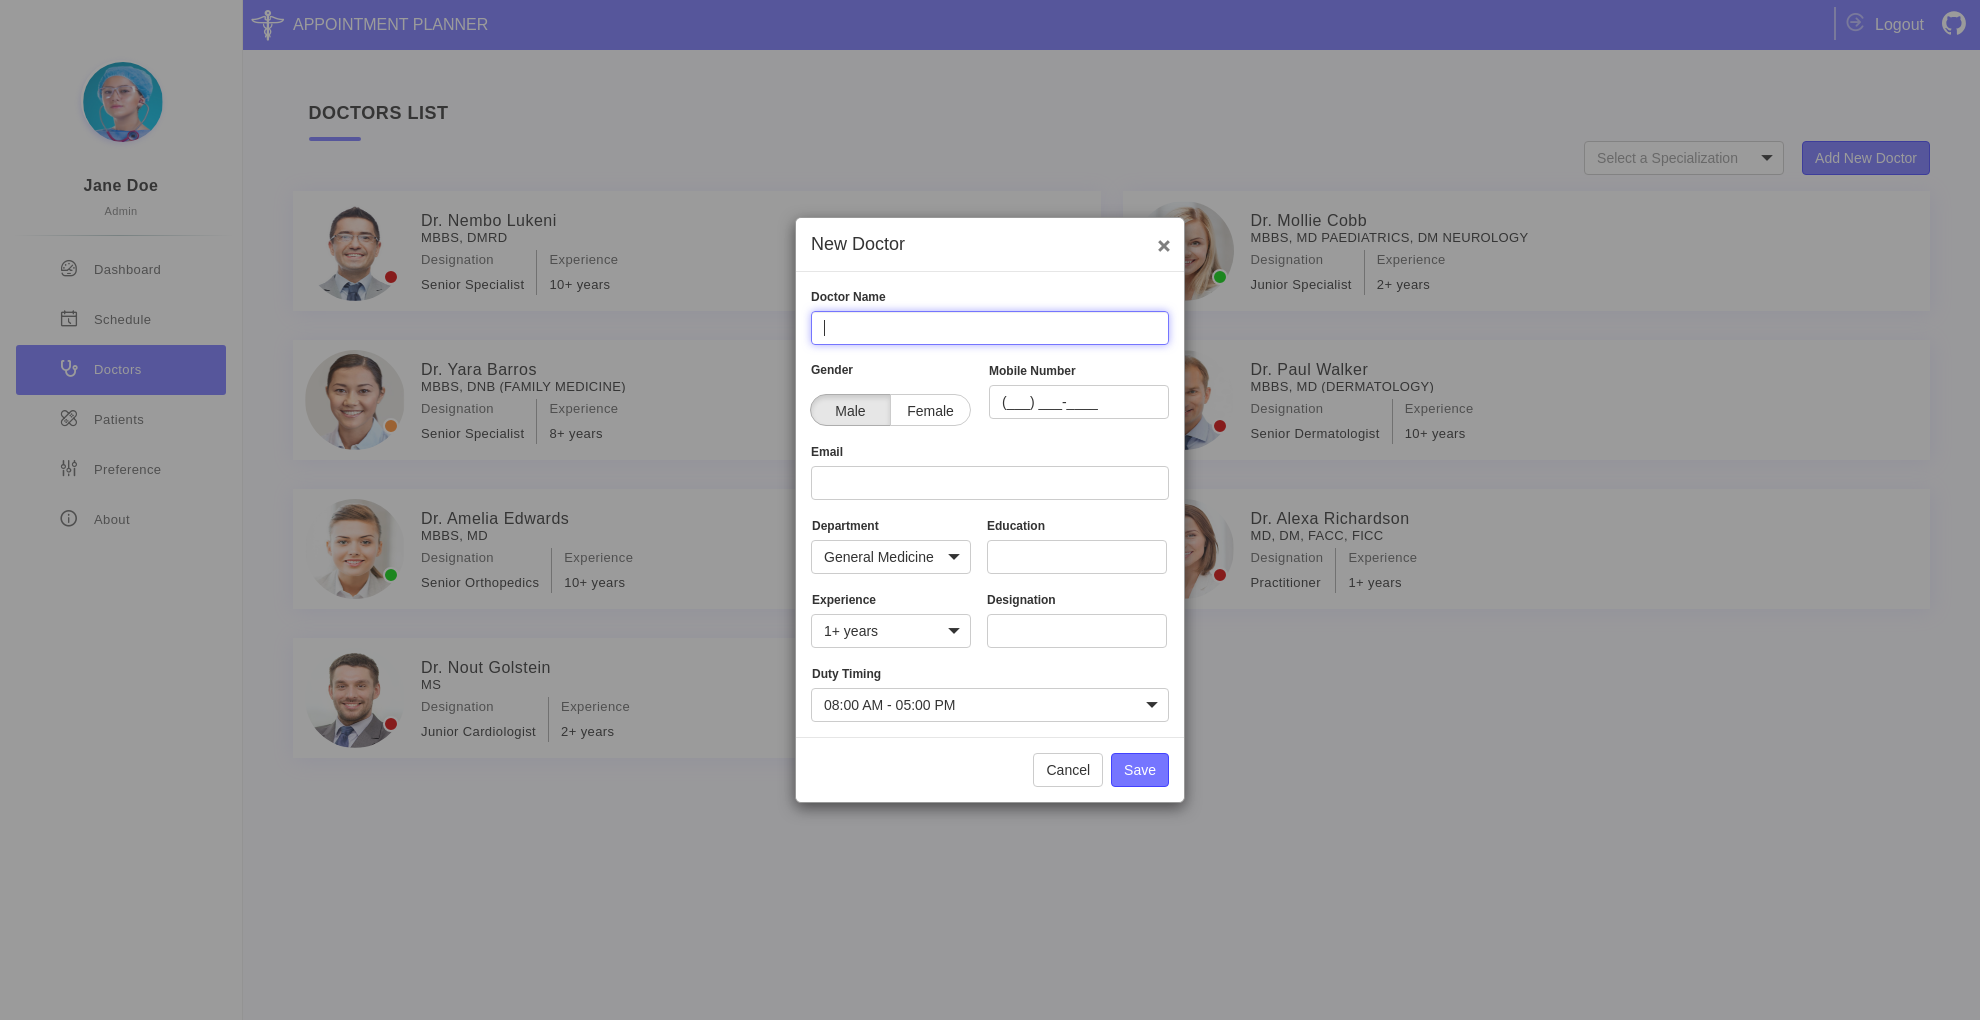 APPOINTMENT PLANNER
Logout
Jane Doe
Admin
Dashboard
Schedule
Doctors
Patients
Preference
About
DOCTORS LIST
Select a Specialization
Add New Doctor
Dr. Nembo Lukeni
MBBS, DMRD
Designation Experience
Senior Specialist 10+ years
Dr. Mollie Cobb
MBBS, MD PAEDIATRICS, DM NEUROLOGY
Designation Experience
Junior Specialist 2+ years
Dr. Yara Barros
MBBS, DNB (FAMILY MEDICINE)
Designation Experience
Senior Specialist 8+ years
Dr. Paul Walker
MBBS, MD (DERMATOLOGY)
Designation Experience
Senior Dermatologist 10+ years
Dr. Amelia Edwards
MBBS, MD
Designation Experience
Senior Orthopedics 10+ years
Dr. Alexa Richardson
MD, DM, FACC, FICC
Designation Experience
Practitioner 1+ years
Dr. Nout Golstein
MS
Designation Experience
Junior Cardiologist 2+ years
New Doctor
Doctor Name
Gender Mobile Number
Male Female (___) ___-____
Email
Department Education
General Medicine
Experience Designation
1+ years
Duty Timing
08:00 AM - 05:00 PM
Cancel Save